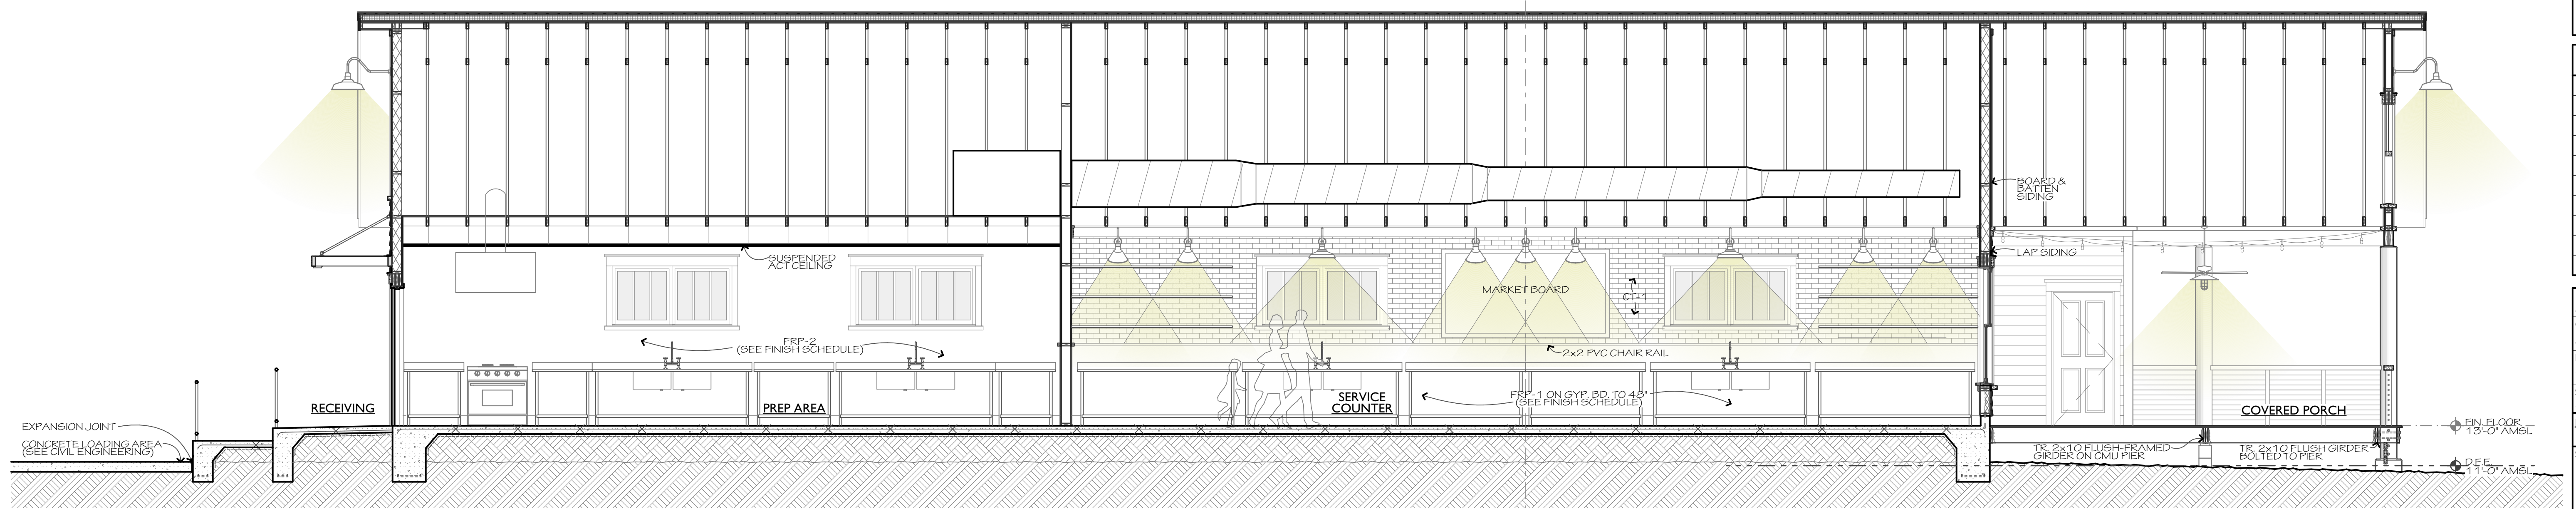 BOARD &
BATTEN
SIDING
LAP SIDING
SUSPENDED
ACT CEILING
MARKET BOARD
CT-1
FRP-2
(SEE FINISH SCHEDULE)
2x2 PVC CHAIR RAIL
FRP-1 ON GYP. BD. TO 48"
(SEE FINISH SCHEDULE)
RECEIVING
PREP AREA
SERVICE
COUNTER
COVERED PORCH
EXPANSION JOINT
CONCRETE LOADING AREA
(SEE CIVIL ENGINEERING)
FIN. FLOOR
13'-0" AMSL
TR. 2x10 FLUSH-FRAMED
GIRDER ON CMU PIER
TR. 2x10 FLUSH GIRDER
BOLTED TO PIER
D.F.E.
11'-0" AMSL